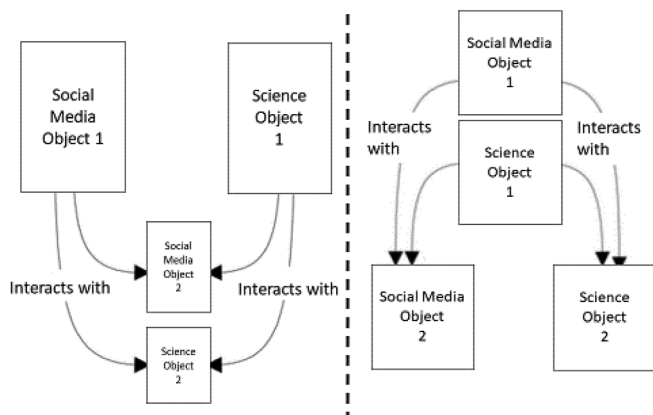 Social
Media
Object 1
Science
Object
1
Social
Media
Object
2
Interacts with
Interacts with
Science
Object
2
Social Media
Object
1
Interacts
with
Interacts
with
Science
Object
1
Social Media
Object
2
Science
Object
2